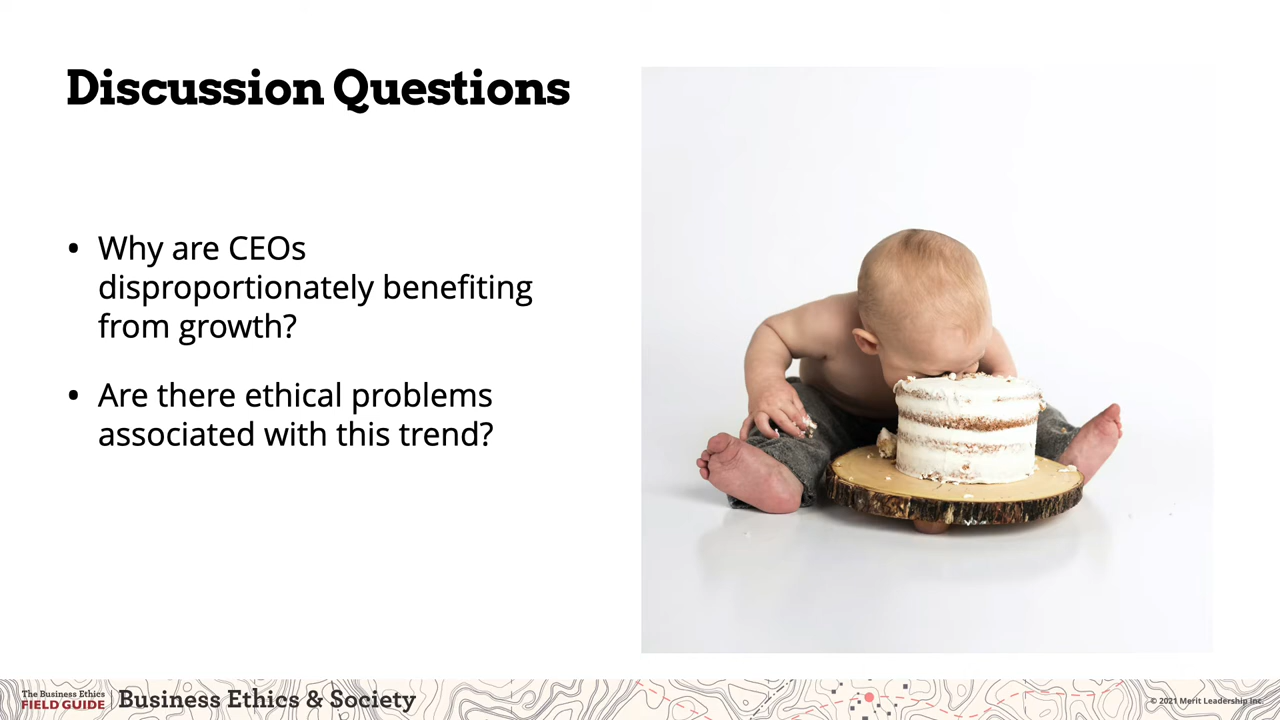 Discussion Questions
• Why are CEOs
disproportionately benefiting
from growth?
• Are there ethical problems
associated with this trend?
The Business Ethics
FIELD GUIDE
Business Ethics & Society
© 2021 Merit Leadership Inc.